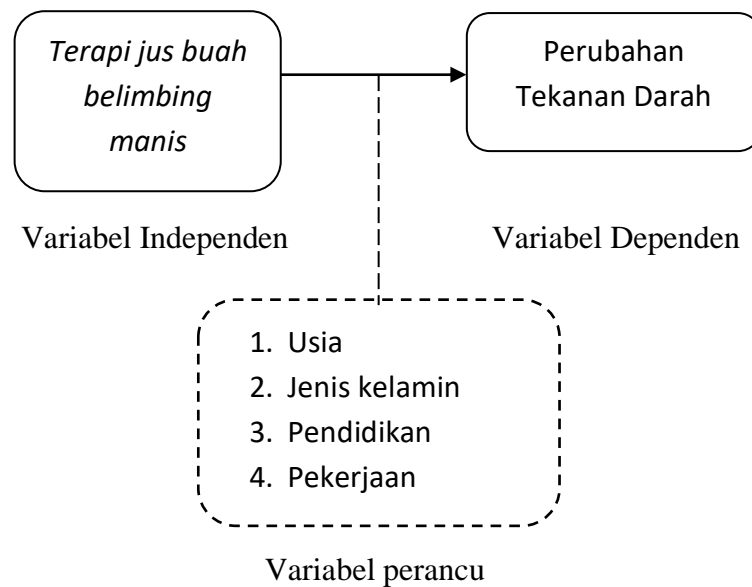 Terapi jus buah
belimbing
manis
Perubahan
Tekanan Darah
Variabel Independen
Variabel Dependen
1. Usia
2. Jenis kelamin
3. Pendidikan
4. Pekerjaan
Variabel perancu